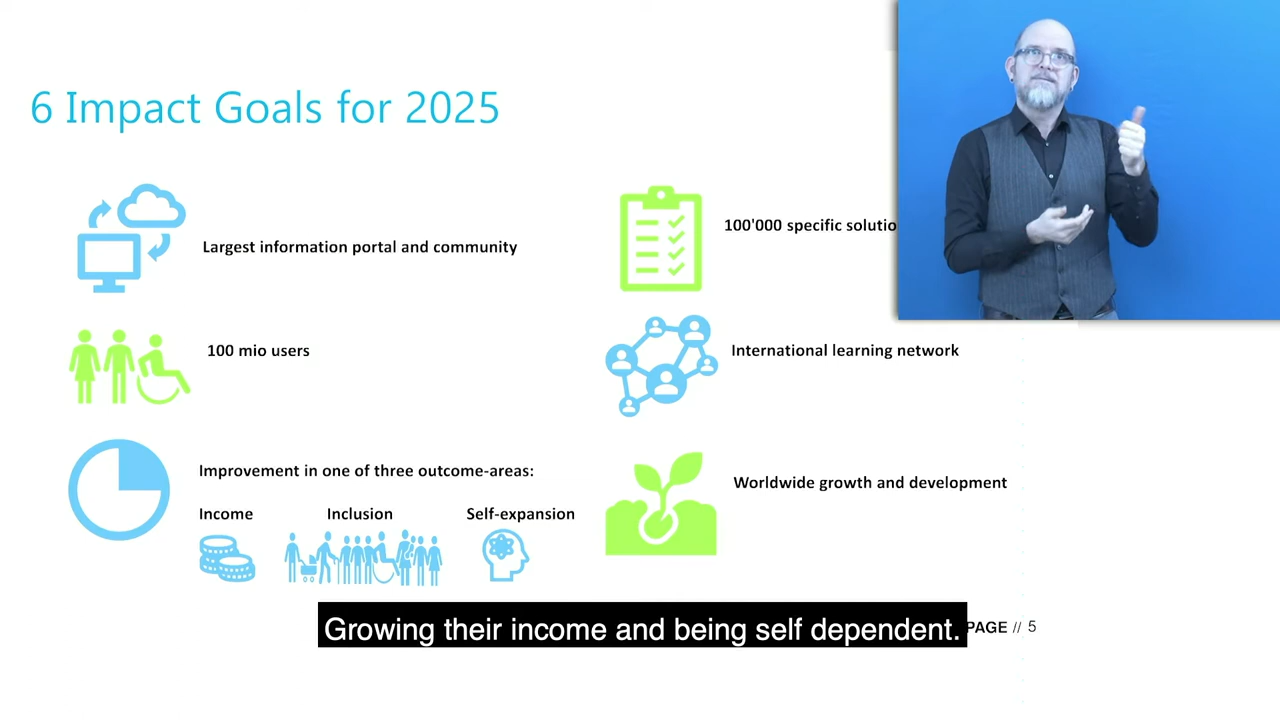 6 Impact Goals for 2025
Largest information portal and community
100 mio users
Improvement in one of three outcome-areas:
Income Inclusion Self-expansion
100'000 specific
International learning network
Worldwide growth and development
Growing their income and being self dependent.
PAGE // 5